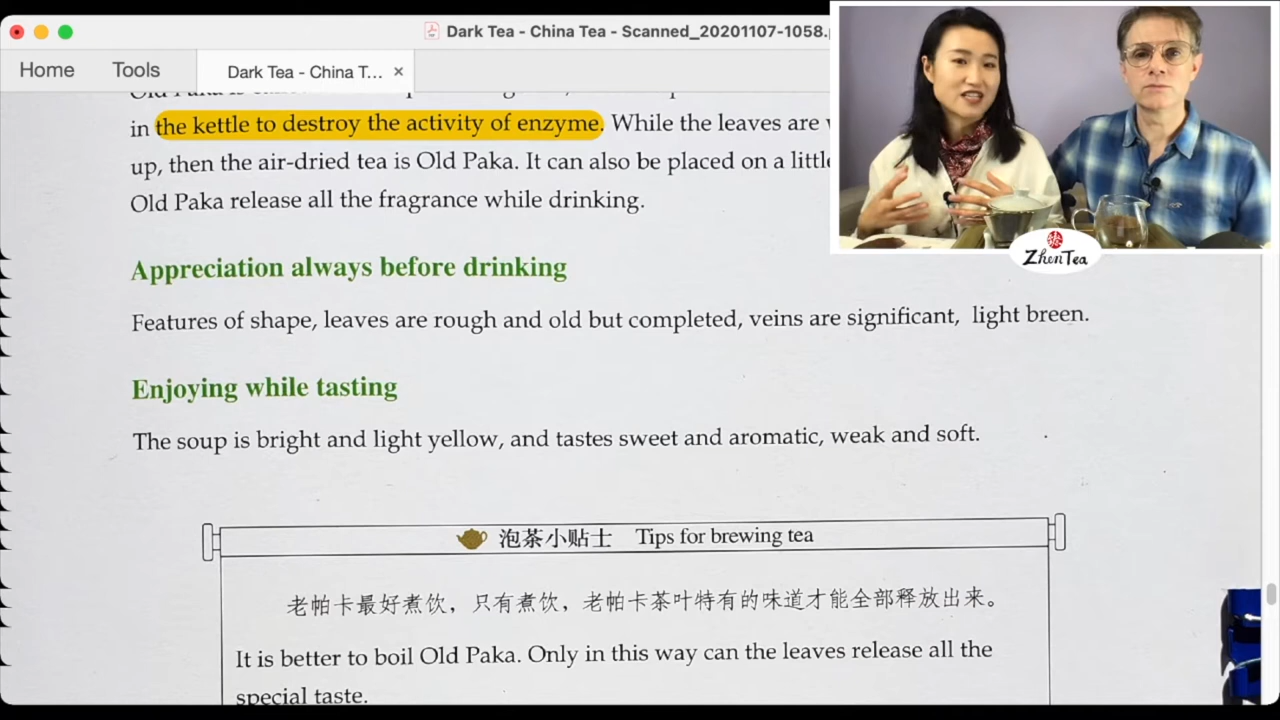 Dark Tea - China Tea - Scanned_20201107-1058.p
Home Tools Dark Tea - China T... ×
in the kettle to destroy the activity of enzyme. While the leaves are
up, then the air-dried tea is Old Paka. It can also be placed on a little
Old Paka release all the fragrance while drinking.
Appreciation always before drinking
Features of shape, leaves are rough and old but completed, veins are significant, light breen.
Enjoying while tasting
The soup is bright and light yellow, and tastes sweet and aromatic, weak and soft.
泡茶小贴士 Tips for brewing tea
老帕卡最好煮饮，只有煮饮，老帕卡茶叶特有的味道才能全部释放出来。
It is better to boil Old Paka. Only in this way can the leaves release all the
special taste.
Zhen Tea